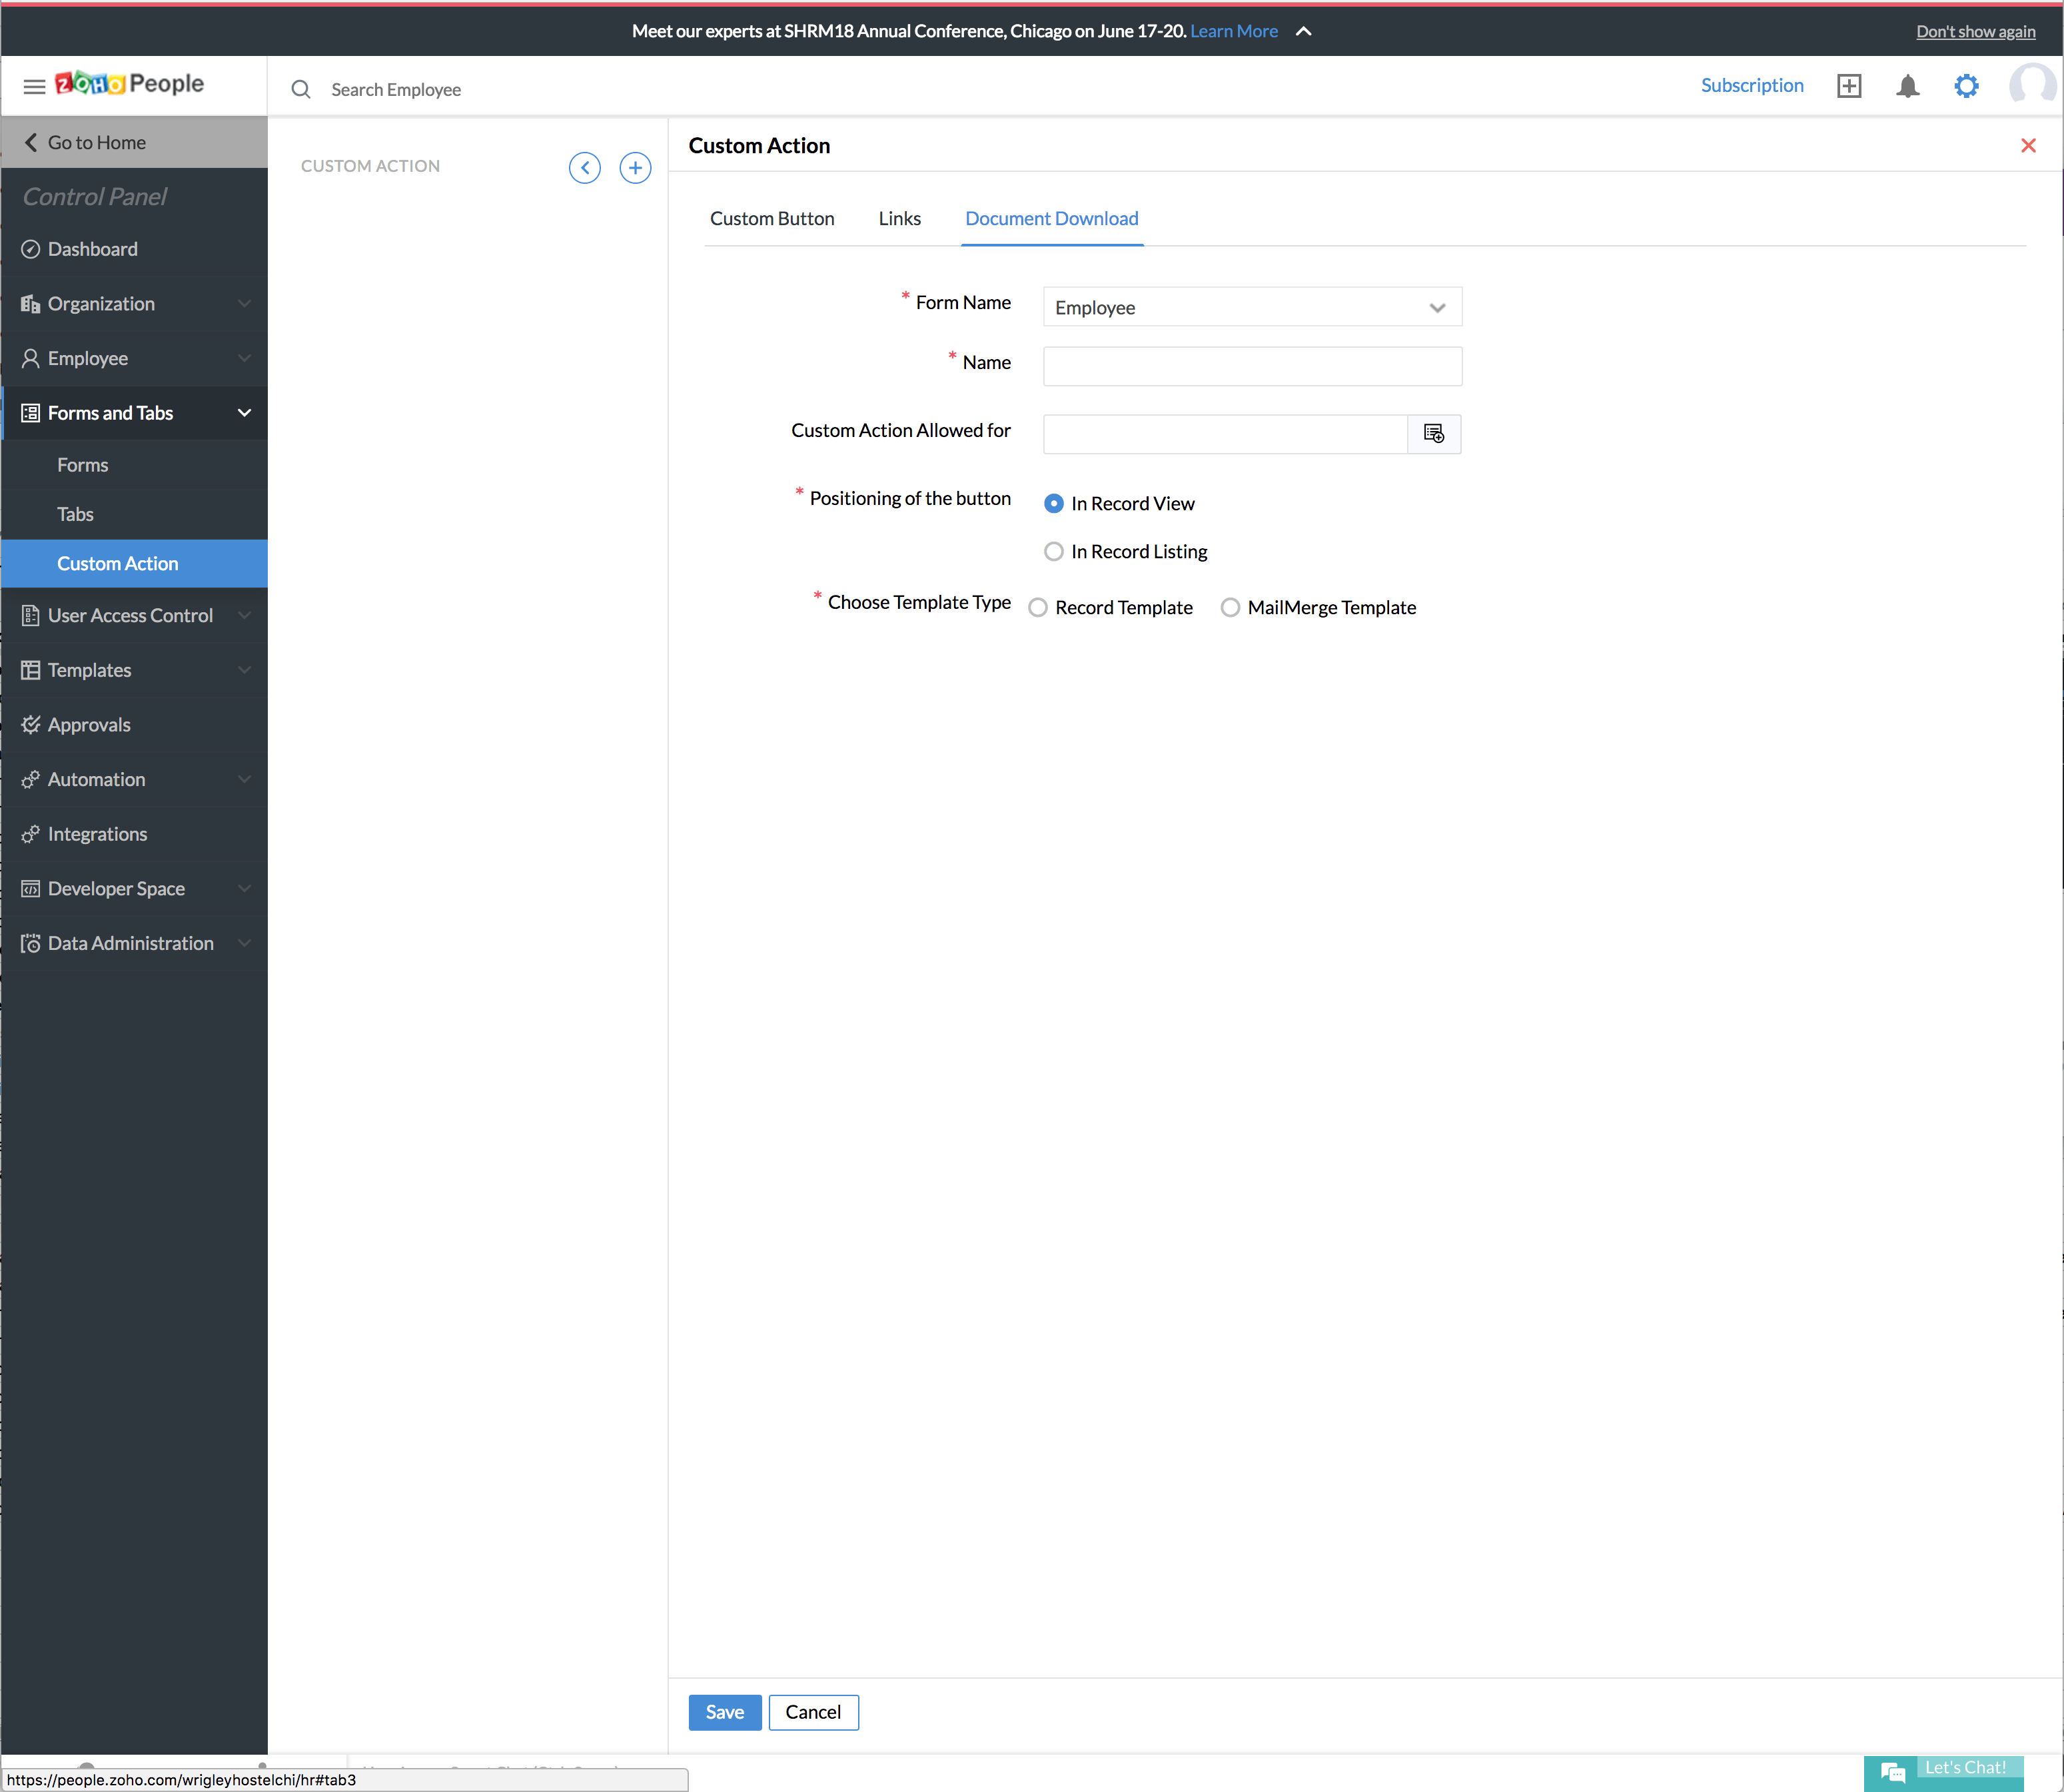 Meet our experts at SHRM18 Annual Conference, Chicago on June 17-20. Learn More
Don't show again
ZOHO People
Search Employee
Subscription
Go to Home
Control Panel
Dashboard
Organization
Employee
Forms and Tabs
Forms
Tabs
Custom Action
User Access Control
Templates
Approvals
Automation
Integrations
Developer Space
Data Administration
CUSTOM ACTION
Custom Action
Custom Button Links Document Download
* Form Name Employee
* Name
Custom Action Allowed for
* Positioning of the button In Record View
In Record Listing
* Choose Template Type Record Template MailMerge Template
Save Cancel
https://people.zoho.com/wrigleyhostelchi/hr#tab3
Let's Chat!